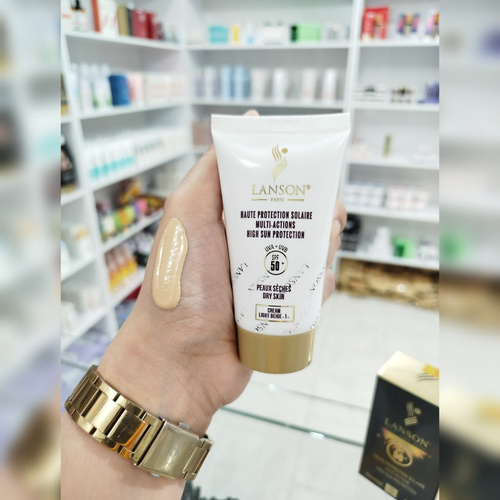 LANSON
PARIS
HAUTE PROTECTION SOLAIRE
MULTI-ACTIONS
HIGH SUN PROTECTION
UVA + UVB
SPF
50+
PEAUX SÈCHES
DRY SKIN
CREAM
LIGHT BEIGE - 1 -
LANSON